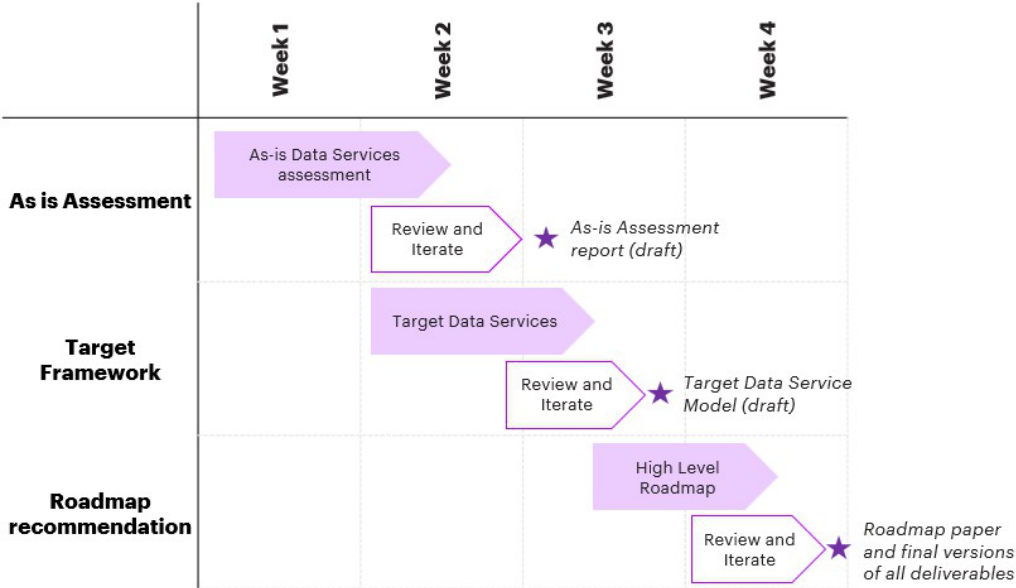 Week 1
Week 2
Week 3
Week 4
As is Assessment
As-is Data Services
assessment
Review and
Iterate
As-is Assessment
report (draft)
Target
Framework
Target Data Services
Review and
Iterate
Target Data Service
Model (draft)
Roadmap
recommendation
High Level
Roadmap
Review and
Iterate
Roadmap paper
and final versions
of all deliverables